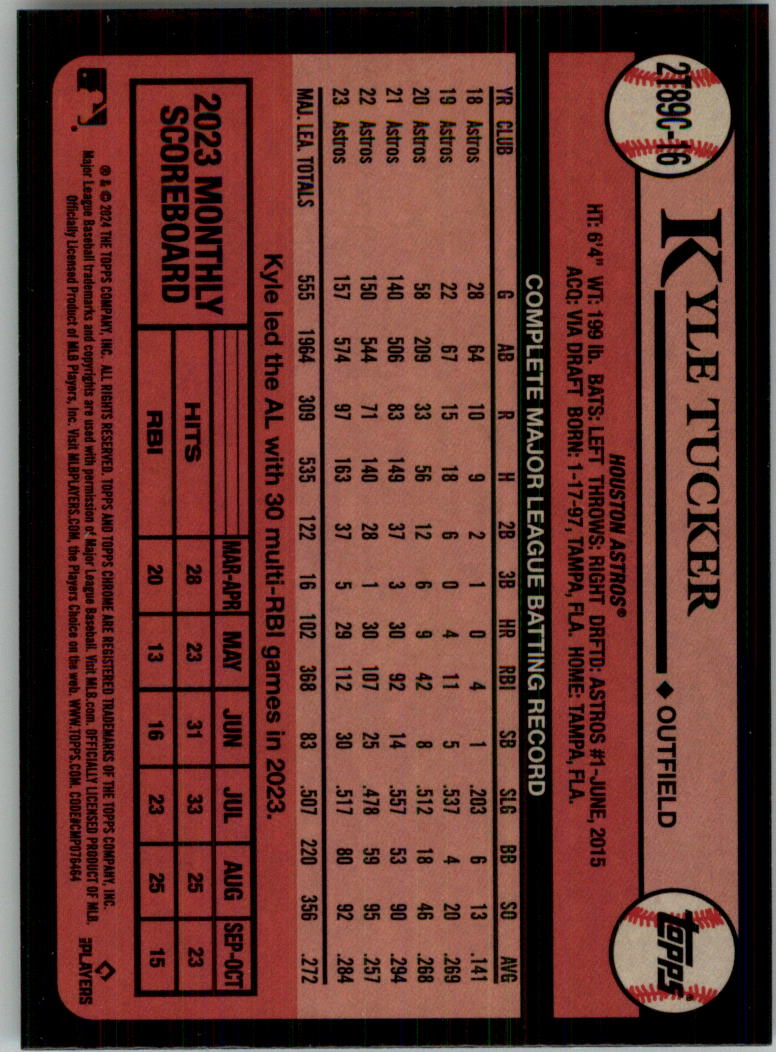 2T89C-16
KYLE TUCKER
◆ OUTFIELD
topps®
HOUSTON ASTROS®
HT: 6'4" WT: 199 lb. BATS: LEFT THROWS: RIGHT DRFTD: ASTROS #1-JUNE, 2015
ACQ: VIA DRAFT BORN: 1-17-97, TAMPA, FLA. HOME: TAMPA, FLA.
COMPLETE MAJOR LEAGUE BATTING RECORD
YR CLUB G AB R H 2B 3B HR RBI SB SLG BB SO AVG
18 Astros 28 64 10 9 2 1 0 4 1 .203 6 13 .141
19 Astros 22 67 15 18 6 0 4 11 5 .537 4 20 .269
20 Astros 58 209 33 56 12 6 9 42 8 .512 18 46 .268
21 Astros 140 506 83 149 37 3 30 92 14 .557 53 90 .294
22 Astros 150 544 71 140 28 1 30 107 25 .478 59 95 .257
23 Astros 157 574 97 163 37 5 29 112 30 .517 80 92 .284
MAJ. LEA. TOTALS 555 1964 309 535 122 16 102 368 83 .507 220 356 .272
Kyle led the AL with 30 multi-RBI games in 2023.
2023 MONTHLY
SCOREBOARD
MAR-APR MAY JUN JUL AUG SEP-OCT
HITS 28 23 31 33 25 23
RBI 20 13 16 23 25 15
® & © 2024 THE TOPPS COMPANY, INC. ALL RIGHTS RESERVED. TOPPS AND TOPPS CHROME ARE REGISTERED TRADEMARKS OF THE TOPPS COMPANY, INC.
Major League Baseball trademarks and copyrights are used with permission of Major League Baseball. Visit MLB.com. OFFICIALLY LICENSED PRODUCT OF MLB
Officially Licensed Product of MLB Players, Inc. Visit MLBPLAYERS.COM, the Players Choice on the web. WWW.TOPPS.COM. CODE#CMP076464
PLAYERS